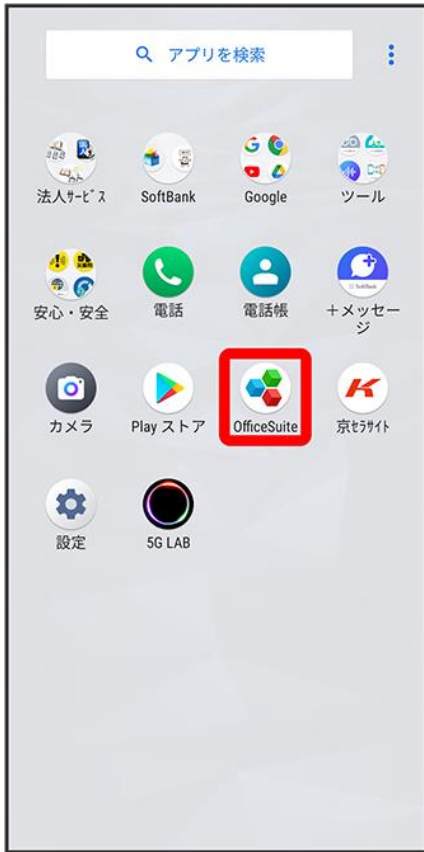 アプリを検索
法人ｻｰﾋﾞｽ
SoftBank
Google
ツール
安心・安全
電話
電話帳
＋メッセー
ジ
カメラ
Play ストア
OfficeSuite
京ｾﾗｻｲﾄ
設定
5G LAB